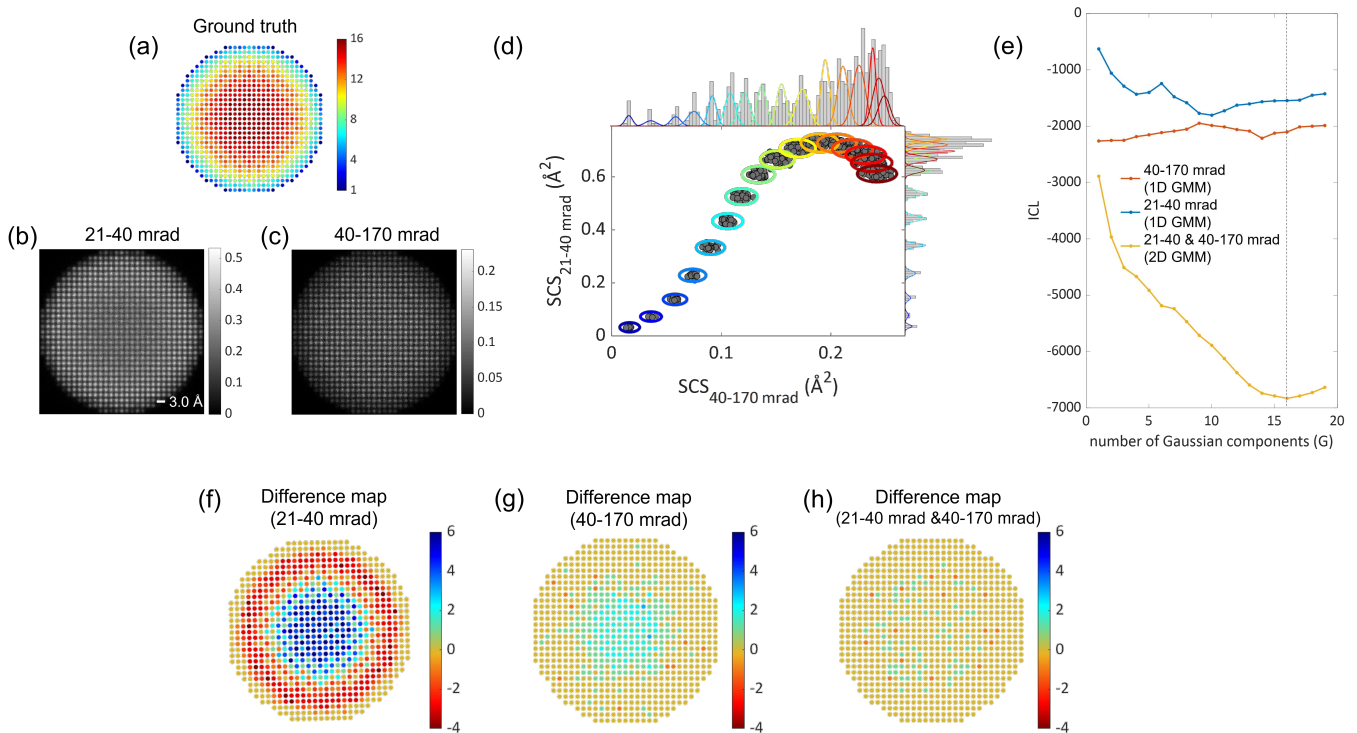 (a)
Ground truth
16
12
8
4
1
(b)
21-40 mrad
0.5
0.4
0.3
0.2
0.1
0
3.0 Å
(c)
40-170 mrad
0.2
0.15
0.1
0.05
0
(d)
SCS21-40 mrad (Å2)
0.6
0.4
0.2
0
0
0.1
0.2
SCS40-170 mrad (Å2)
(e)
ICL
0
-1000
-2000
-3000
-4000
-5000
-6000
-7000
40-170 mrad
(1D GMM)
21-40 mrad
(1D GMM)
21-40 & 40-170 mrad
(2D GMM)
0
5
10
15
20
number of Gaussian components (G)
(f)
Difference map
(21-40 mrad)
6
4
2
0
-2
-4
(g)
Difference map
(40-170 mrad)
6
4
2
0
-2
-4
(h)
Difference map
(21-40 mrad &40-170 mrad)
6
4
2
0
-2
-4